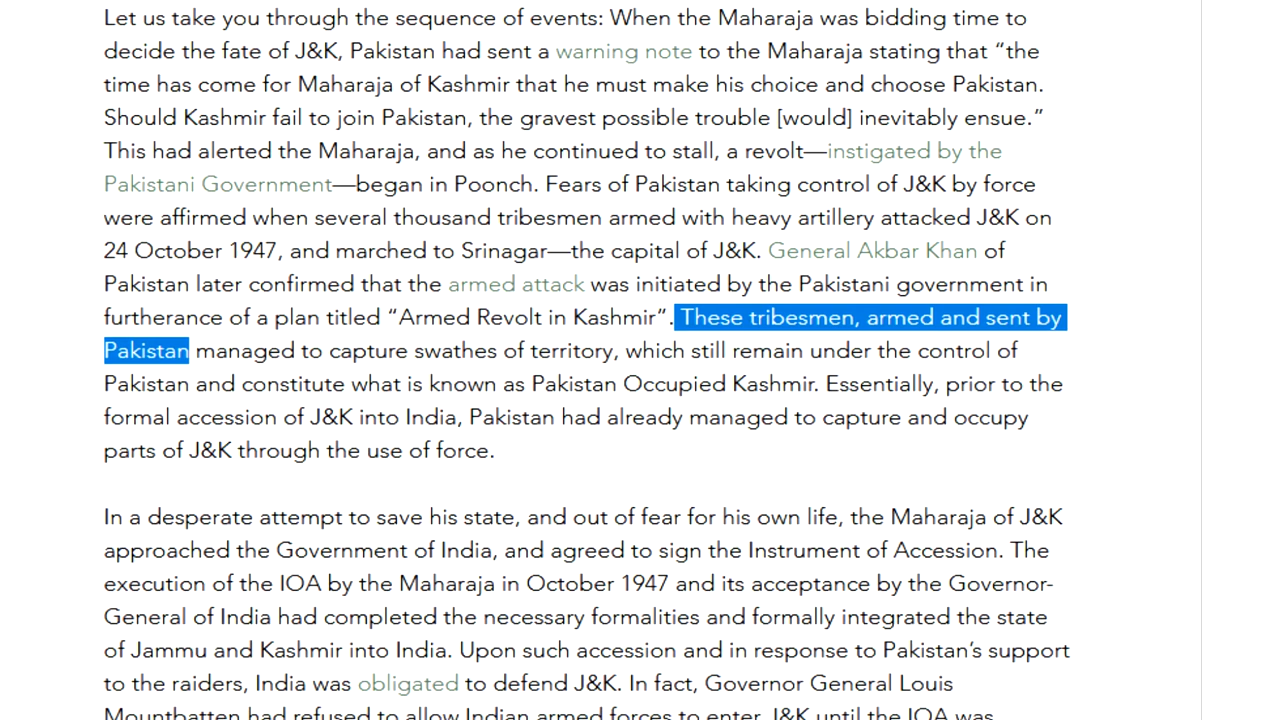 Let us take you through the sequence of events: When the Maharaja was bidding time to
decide the fate of J&K, Pakistan had sent a warning note to the Maharaja stating that “the
time has come for Maharaja of Kashmir that he must make his choice and choose Pakistan.
Should Kashmir fail to join Pakistan, the gravest possible trouble [would] inevitably ensue.”
This had alerted the Maharaja, and as he continued to stall, a revolt—instigated by the
Pakistani Government—began in Poonch. Fears of Pakistan taking control of J&K by force
were affirmed when several thousand tribesmen armed with heavy artillery attacked J&K on
24 October 1947, and marched to Srinagar—the capital of J&K. General Akbar Khan of
Pakistan later confirmed that the armed attack was initiated by the Pakistani government in
furtherance of a plan titled “Armed Revolt in Kashmir”. These tribesmen, armed and sent by
Pakistan managed to capture swathes of territory, which still remain under the control of
Pakistan and constitute what is known as Pakistan Occupied Kashmir. Essentially, prior to the
formal accession of J&K into India, Pakistan had already managed to capture and occupy
parts of J&K through the use of force.
In a desperate attempt to save his state, and out of fear for his own life, the Maharaja of J&K
approached the Government of India, and agreed to sign the Instrument of Accession. The
execution of the IOA by the Maharaja in October 1947 and its acceptance by the Governor-
General of India had completed the necessary formalities and formally integrated the state
of Jammu and Kashmir into India. Upon such accession and in response to Pakistan’s support
to the raiders, India was obligated to defend J&K. In fact, Governor General Louis
Mountbatten had refused to allow Indian armed forces to enter J&K until the IOA was